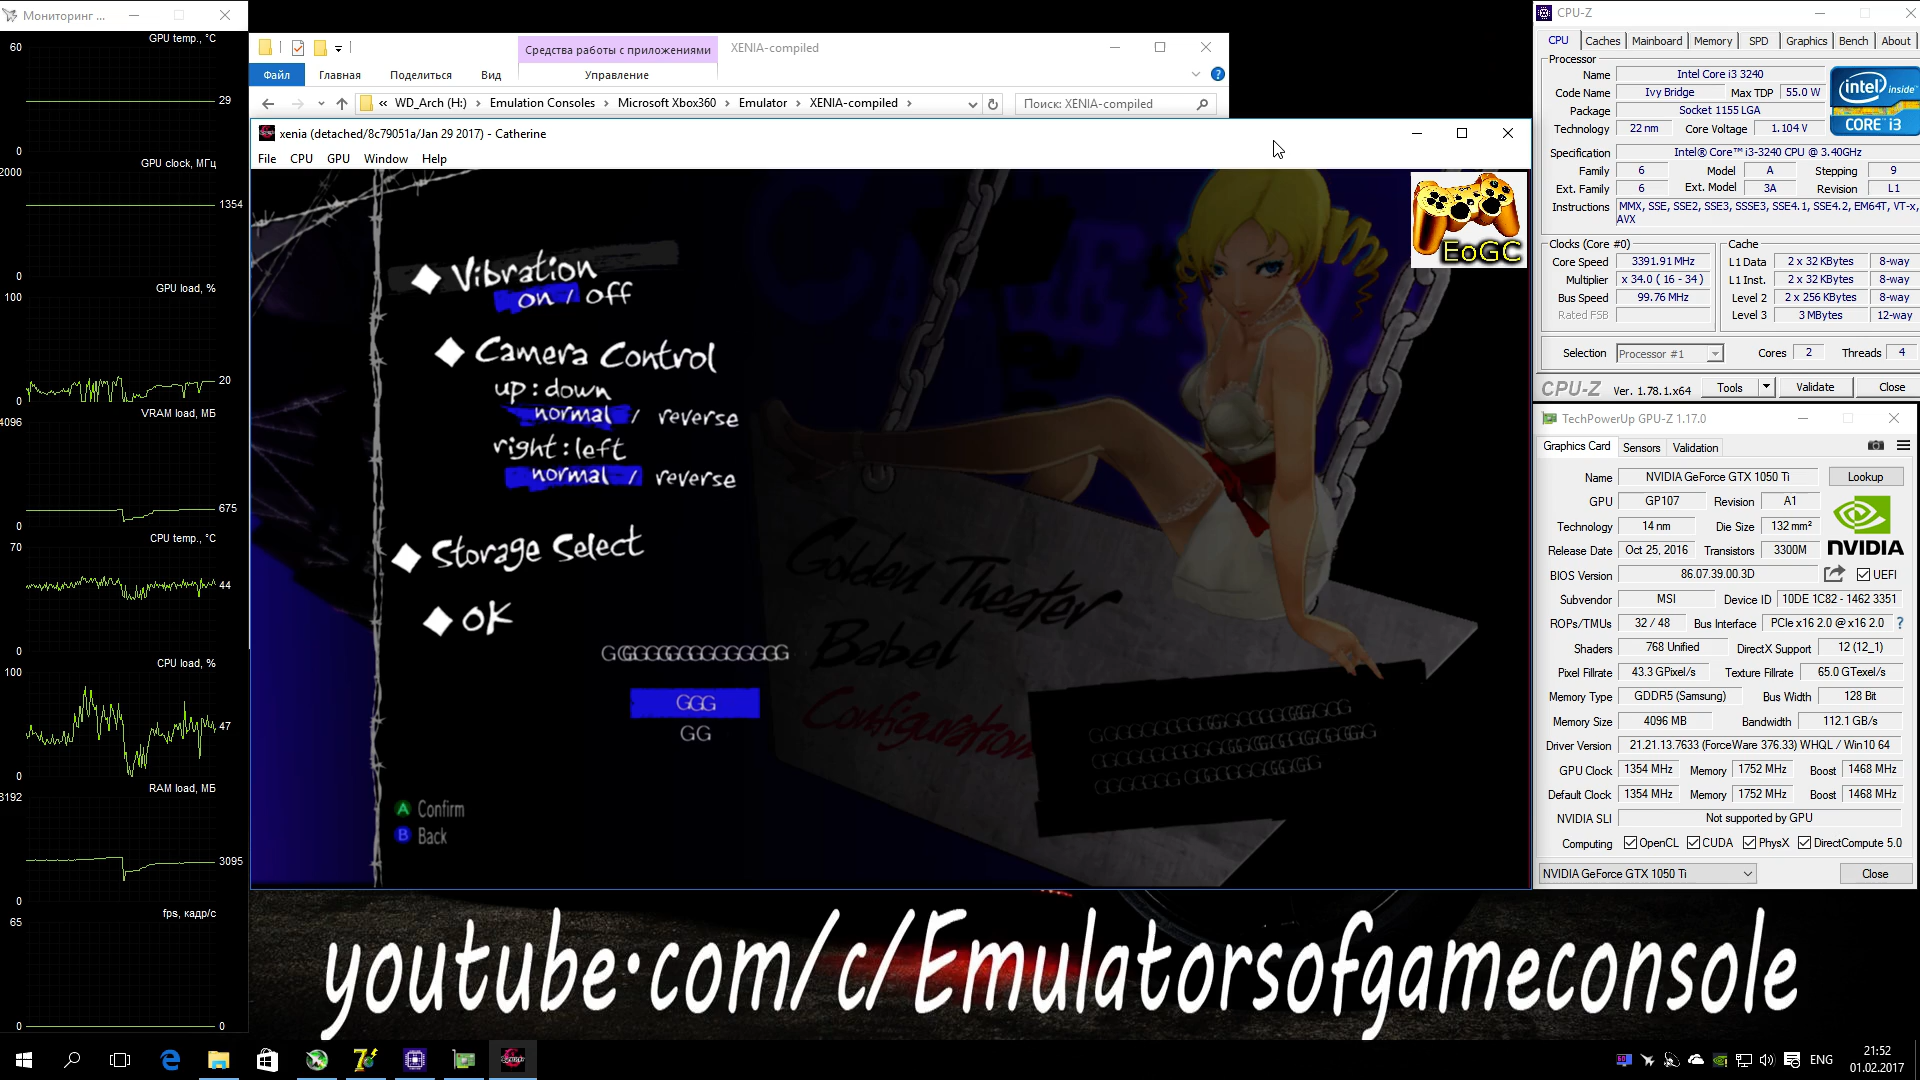 Мониторинг ...
GPU temp., °C
60
29
0
GPU clock, МГц
2000
1354
0
GPU load, %
100
20
0
VRAM load, МБ
4096
675
0
CPU temp., °C
70
44
0
CPU load, %
100
47
0
RAM load, МБ
8192
3095
0
fps, кадр/с
65
0
0
Средства работы с приложениями
XENIA-compiled
Файл
Главная
Поделиться
Вид
Управление
« WD_Arch (H:) › Emulation Consoles › Microsoft Xbox360 › Emulator › XENIA-compiled ›
Поиск: XENIA-compiled
xenia (detached/8c79051a/Jan 29 2017) - Catherine
File CPU GPU Window Help
EoGC
Vibration
on / off
Camera Control
up:down
normal / reverse
right:left
normal / reverse
Storage Select
OK
GGG
GG
A Confirm
B Back
Golden Theater
Babel
Configuration
youtube.com/c/Emulatorsofgameconsole
CPU-Z
CPU Caches Mainboard Memory SPD Graphics Bench About
Processor
Name Intel Core i3 3240
Code Name Ivy Bridge Max TDP 55.0 W
Package Socket 1155 LGA
Technology 22 nm Core Voltage 1.104 V
intel inside
CORE i3
Specification Intel® Core™ i3-3240 CPU @ 3.40GHz
Family 6 Model A Stepping 9
Ext. Family 6 Ext. Model 3A Revision L1
Instructions MMX, SSE, SSE2, SSE3, SSSE3, SSE4.1, SSE4.2, EM64T, VT-x,
AVX
Clocks (Core #0)
Core Speed 3391.91 MHz
Multiplier x 34.0 ( 16 - 34 )
Bus Speed 99.76 MHz
Rated FSB
Cache
L1 Data 2 x 32 KBytes 8-way
L1 Inst. 2 x 32 KBytes 8-way
Level 2 2 x 256 KBytes 8-way
Level 3 3 MBytes 12-way
Selection Processor #1 Cores 2 Threads 4
CPU-Z Ver. 1.78.1.x64 Tools Validate Close
TechPowerUp GPU-Z 1.17.0
Graphics Card Sensors Validation
Name NVIDIA GeForce GTX 1050 Ti Lookup
GPU GP107 Revision A1
Technology 14 nm Die Size 132 mm²
Release Date Oct 25, 2016 Transistors 3300M
NVIDIA
BIOS Version 86.07.39.00.3D UEFI
Subvendor MSI Device ID 10DE 1C82 - 1462 3351
ROPs/TMUs 32 / 48 Bus Interface PCIe x16 2.0 @ x16 2.0 ?
Shaders 768 Unified DirectX Support 12 (12_1)
Pixel Fillrate 43.3 GPixel/s Texture Fillrate 65.0 GTexel/s
Memory Type GDDR5 (Samsung) Bus Width 128 Bit
Memory Size 4096 MB Bandwidth 112.1 GB/s
Driver Version 21.21.13.7633 (ForceWare 376.33) WHQL / Win10 64
GPU Clock 1354 MHz Memory 1752 MHz Boost 1468 MHz
Default Clock 1354 MHz Memory 1752 MHz Boost 1468 MHz
NVIDIA SLI Not supported by GPU
Computing OpenCL CUDA PhysX DirectCompute 5.0
NVIDIA GeForce GTX 1050 Ti Close
ENG
21:52
01.02.2017